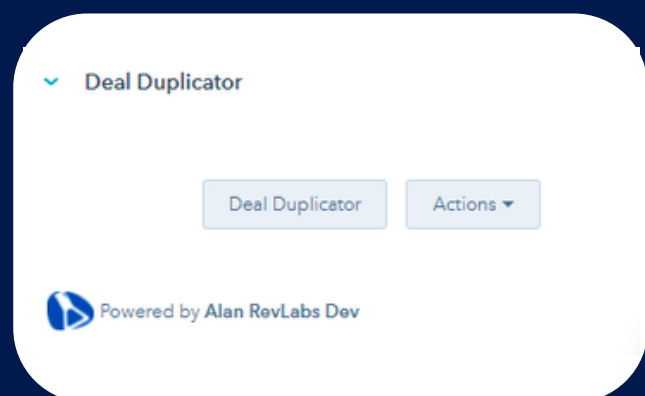 Deal Duplicator
Deal Duplicator
Actions
Powered by Alan RevLabs Dev